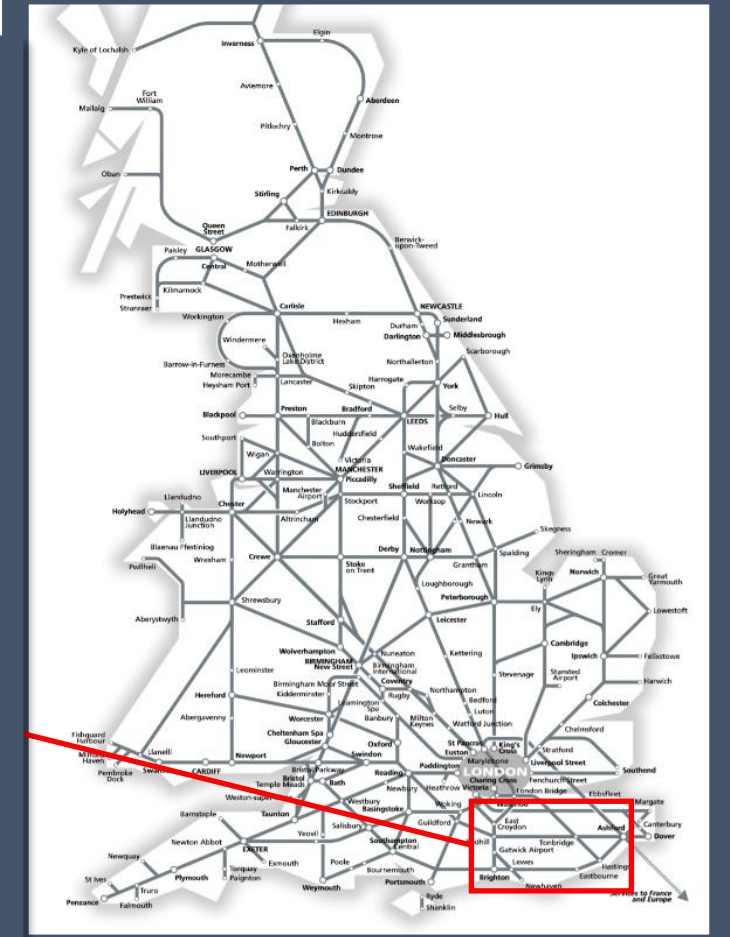 Elgin
Inverness
Kyle of Lochalsh
Aviemore
Fort
William
Mallaig
Aberdeen
Pitlochry
Montrose
Perth
Dundee
Oban
Stirling
Kirkcaldy
EDINBURGH
Falkirk
Queen
Street
GLASGOW
Central
Paisley
Motherwell
Berwick-
upon-Tweed
Kilmarnock
Prestwick
Stranraer
Carlisle
NEWCASTLE
Workington
Hexham
Sunderland
Durham
Darlington
Middlesbrough
Windermere
Oxenholme
Lake District
Northallerton
Scarborough
Barrow-in-Furness
Morecambe
Heysham Port
Lancaster
Harrogate
York
Skipton
Blackpool
Preston
Bradford
LEEDS
Selby
Hull
Blackburn
Huddersfield
Southport
Bolton
Wakefield
Wigan
Victoria
Doncaster
Grimsby
LIVERPOOL
Warrington
MANCHESTER
Piccadilly
Manchester
Airport
Stockport
Sheffield
Retford
Lincoln
Worksop
Llandudno
Chester
Holyhead
Llandudno
Junction
Altrincham
Chesterfield
Newark
Skegness
Blaenau Ffestiniog
Wrexham
Crewe
Stoke
on Trent
Derby
Nottingham
Grantham
Spalding
Sheringham
Cromer
Pwllheli
Loughborough
Kings
Lynn
Norwich
Great
Yarmouth
Peterborough
Ely
Lowestoft
Aberystwyth
Shrewsbury
Leicester
Stafford
Wolverhampton
Nuneaton
Kettering
Cambridge
BIRMINGHAM
New Street
Birmingham
International
Ipswich
Felixstowe
Leominster
Birmingham Moor Street
Coventry
Stevenage
Stansted
Airport
Harwich
Kidderminster
Rugby
Northampton
Hereford
Leamington
Spa
Bedford
Colchester
Abergavenny
Worcester
Banbury
Milton
Keynes
Luton
Watford Junction
Cheltenham Spa
Gloucester
Chelmsford
Fishguard
Harbour
Milford
Haven
Llanelli
Swansea
CARDIFF
Newport
Oxford
St Pancras
Euston
King's
Cross
Stratford
Swindon
Marylebone
Liverpool Street
Pembroke
Dock
Bristol Parkway
Bristol
Temple Meads
Bath
Reading
Paddington
LONDON
Fenchurch Street
Southend
Newbury
Heathrow
Victoria
Charing Cross
London Bridge
Waterloo
Ebbsfleet
Weston-super-Mare
Westbury
Basingstoke
Woking
Margate
Barnstaple
Taunton
Salisbury
Guildford
East
Croydon
Canterbury
Ashford
Dover
Newton Abbot
EXETER
Yeovil
Southampton
Central
Redhill
Tonbridge
Gatwick Airport
Newquay
Exmouth
Poole
Bournemouth
Lewes
Hastings
St Ives
Truro
Plymouth
Torquay
Paignton
Weymouth
Portsmouth
Brighton
Eastbourne
Newhaven
Penzance
Falmouth
Ryde
Shanklin
Services to France
and Europe